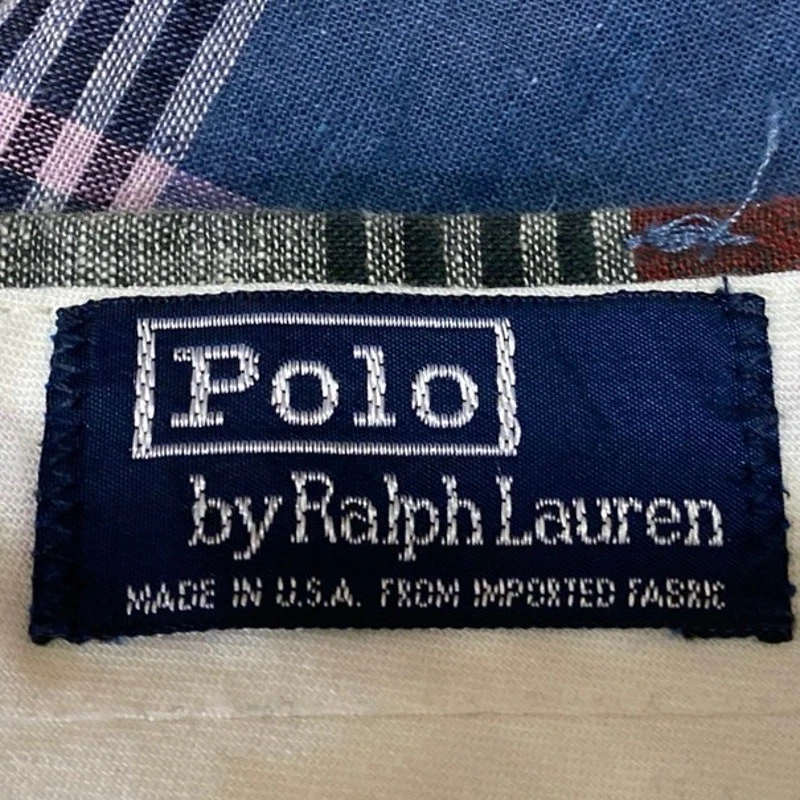 Polo
by Ralph Lauren
MADE IN U.S.A. FROM IMPORTED FABRIC